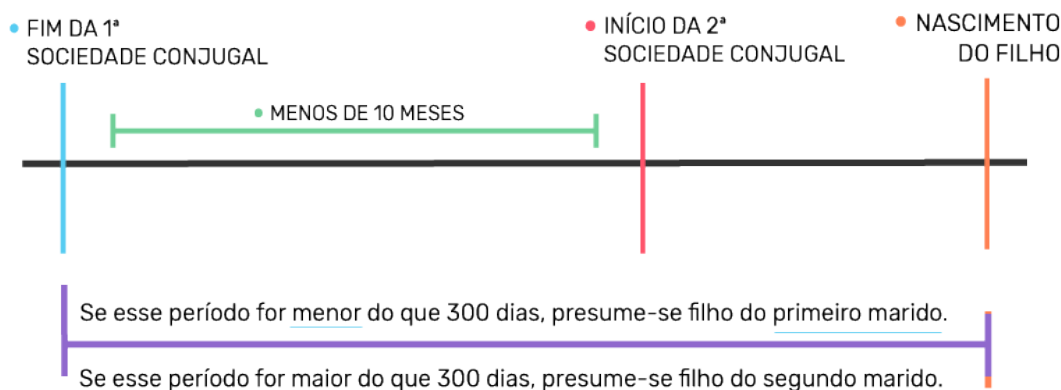 FIM DA 1ª
SOCIEDADE CONJUGAL
INÍCIO DA 2ª
SOCIEDADE CONJUGAL
NASCIMENTO
DO FILHO
MENOS DE 10 MESES
Se esse período for menor do que 300 dias, presume-se filho do primeiro marido.
Se esse período for maior do que 300 dias, presume-se filho do segundo marido.